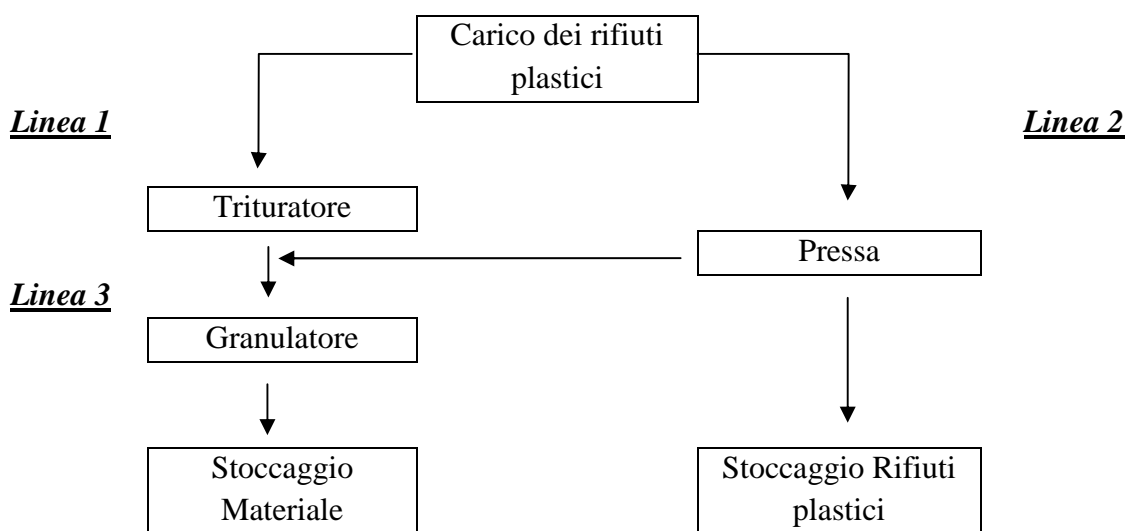 Carico dei rifiuti
plastici
Linea 1
Linea 2
Trituratore
Pressa
Linea 3
Granulatore
Stoccaggio
Materiale
Stoccaggio Rifiuti
plastici